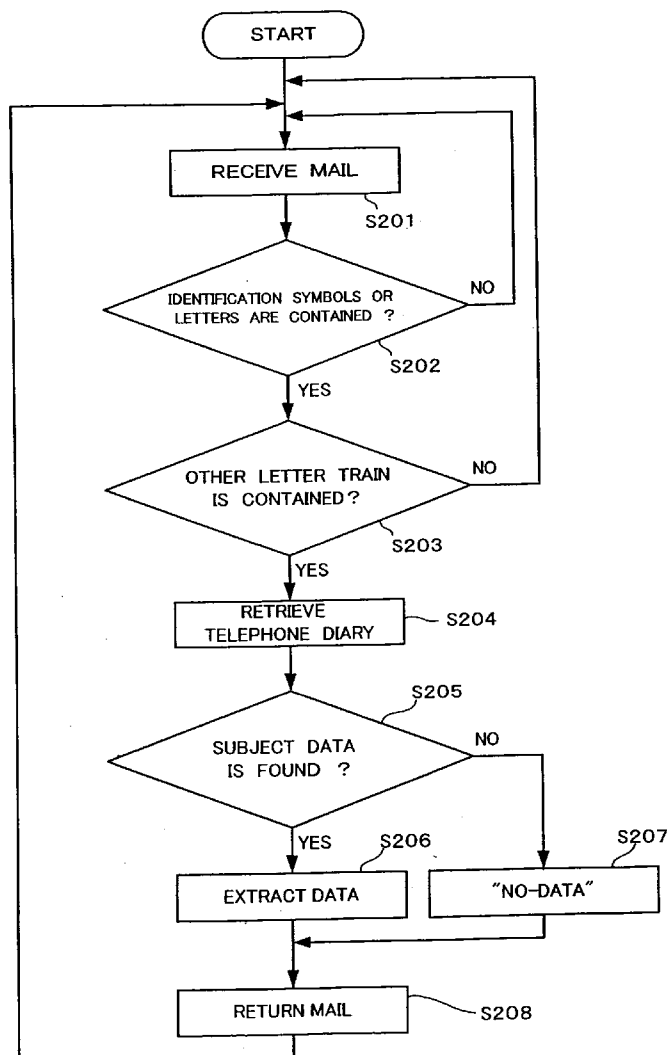 START
RECEIVE MAIL
S201
IDENTIFICATION SYMBOLS OR
LETTERS ARE CONTAINED ?
NO
S202
YES
OTHER LETTER TRAIN
IS CONTAINED?
NO
S203
YES
RETRIEVE
TELEPHONE DIARY
S204
S205
SUBJECT DATA
IS FOUND ?
NO
YES
S206
S207
EXTRACT DATA
"NO-DATA"
RETURN MAIL
S208